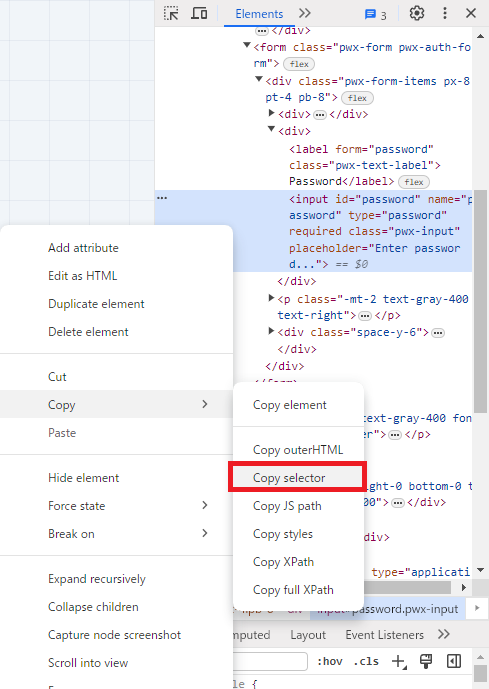 Elements
3
</div>
<form class="pwx-form pwx-auth-fo
rm"> flex
<div class="pwx-form-items px-8
pt-4 pb-8"> flex
<div> </div>
<div>
<label form="password"
class="pwx-text-label">
Password</label> flex
<input id="password" name="p
assword" type="password"
required class="pwx-input"
placeholder="Enter passwor
d..."> == $0
</div>
<p class="-mt-2 text-gray-400
text-right"> </p>
<div class="space-y-6">
</div>
</div>
</form>
Add attribute
Edit as HTML
Duplicate element
Delete element
Cut
Copy
Paste
Hide element
Force state
Break on
Expand recursively
Collapse children
Capture node screenshot
Scroll into view
Copy element
Copy outerHTML
Copy selector
Copy JS path
Copy styles
Copy XPath
Copy full XPath
text-gray-400 fon
er"> </p>
right-0 bottom-0 t
00"> </div>
type="applicati
div input#password.pwx-input
mputed Layout Event Listeners
:hov .cls +
le {